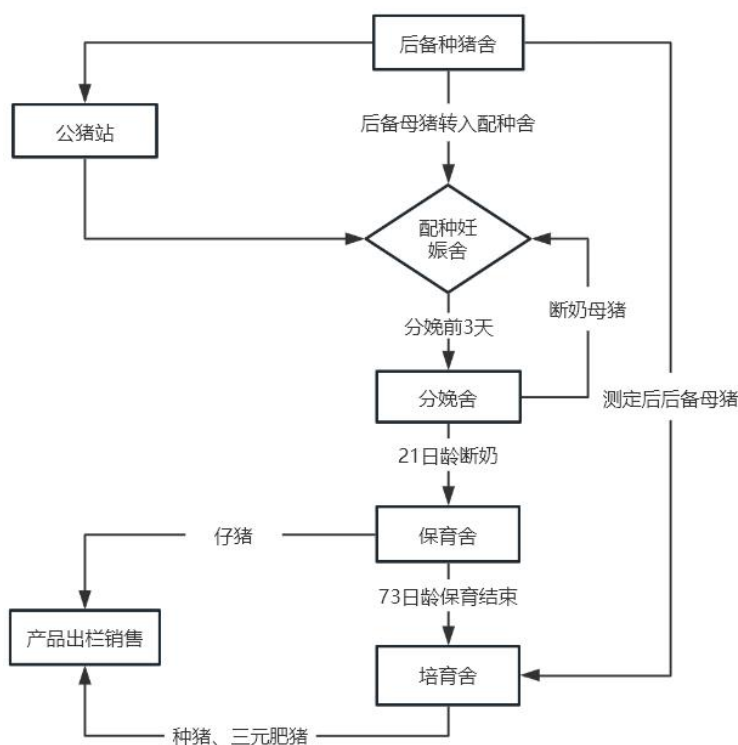 后备种猪舍
公猪站
后备母猪转入配种舍
配种妊
娠舍
断奶母猪
分娩前3天
分娩舍
测定后后备母猪
21日龄断奶
仔猪
保育舍
73日龄保育结束
产品出栏销售
培育舍
种猪、三元肥猪